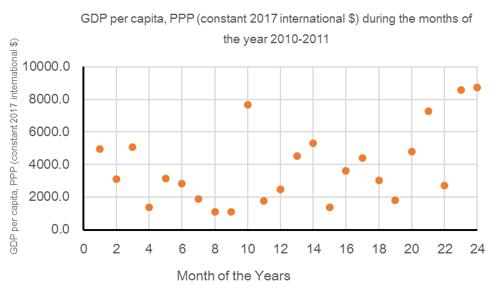 GDP per capita, PPP (constant 2017 international $) during the months of
the year 2010-2011
GDP per capita, PPP (constant 2017 international $)
10000.0
8000.0
6000.0
4000.0
2000.0
0.0
0 2 4 6 8 10 12 14 16 18 20 22 24
Month of the Years